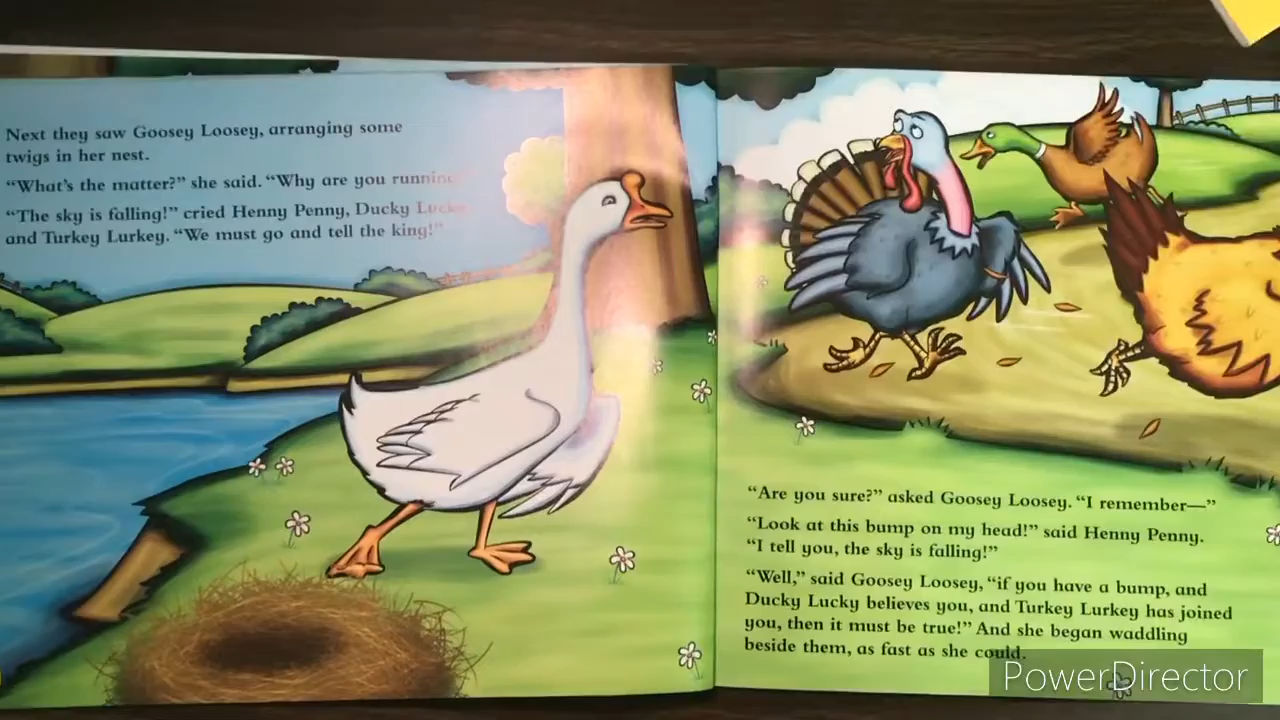 Next they saw Goosey Loosey, arranging some
twigs in her nest.
“What’s the matter?” she said. “Why are you running
“The sky is falling!” cried Henny Penny, Ducky Lucky
and Turkey Lurkey. “We must go and tell the king!”
“Are you sure?” asked Goosey Loosey. “I remember—”
“Look at this bump on my head!” said Henny Penny.
“I tell you, the sky is falling!”
“Well,” said Goosey Loosey, “if you have a bump, and
Ducky Lucky believes you, and Turkey Lurkey has joined
you, then it must be true!” And she began waddling
beside them, as fast as she could.
PowerDirector